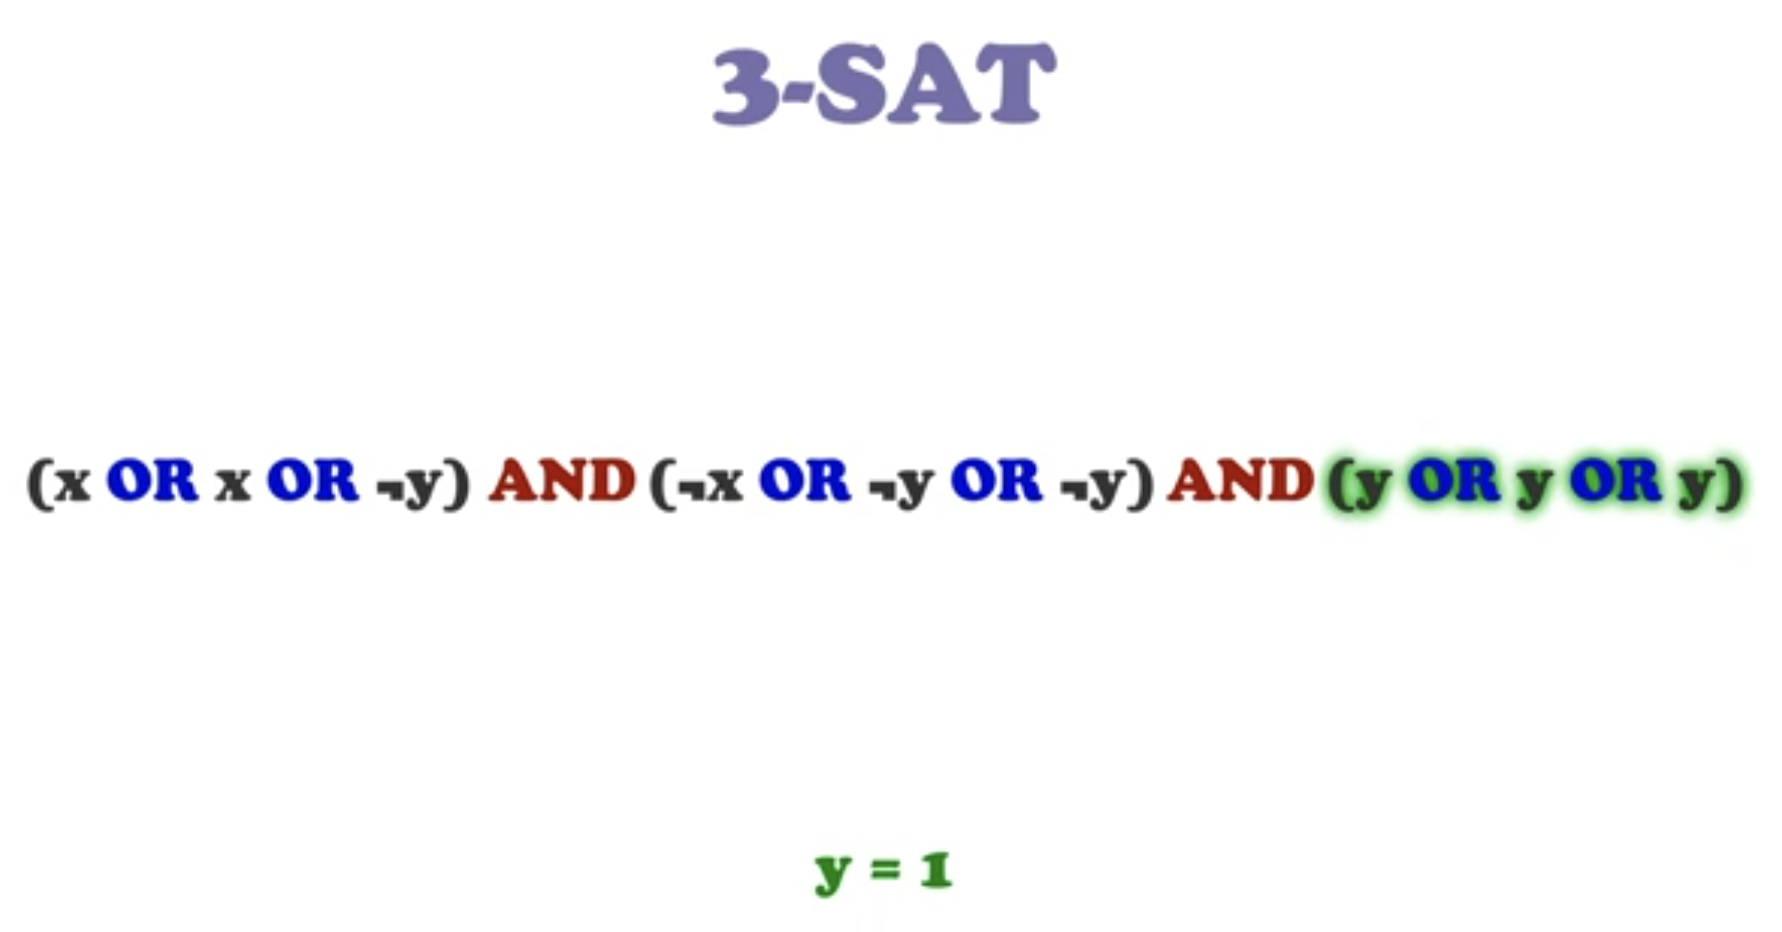 3-SAT
(x OR x OR ¬y) AND (¬x OR ¬y OR ¬y) AND (y OR y OR y)
y = 1